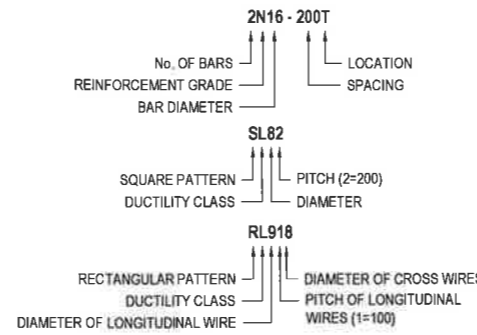 2N16 - 200T
No. OF BARS LOCATION
REINFORCEMENT GRADE SPACING
BAR DIAMETER
SL82
SQUARE PATTERN PITCH (2=200)
DUCTILITY CLASS DIAMETER
RL918
RECTANGULAR PATTERN DIAMETER OF CROSS WIRES
DUCTILITY CLASS PITCH OF LONGITUDINAL
DIAMETER OF LONGITUDINAL WIRE WIRES (1=100)